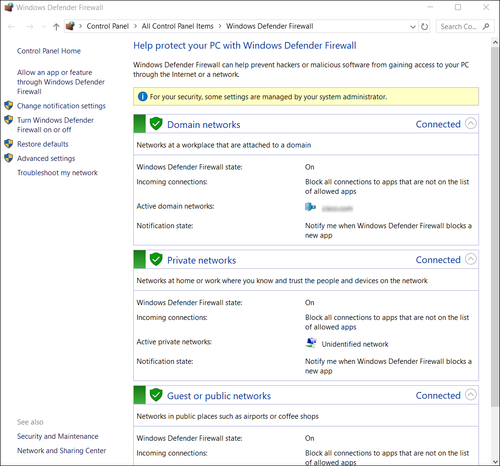 Windows Defender Firewall
Control Panel > All Control Panel Items > Windows Defender Firewall
Search Co...
Control Panel Home
Allow an app or feature
through Windows Defender
Firewall
Change notification settings
Turn Windows Defender
Firewall on or off
Restore defaults
Advanced settings
Troubleshoot my network
See also
Security and Maintenance
Network and Sharing Center
Help protect your PC with Windows Defender Firewall
Windows Defender Firewall can help prevent hackers or malicious software from gaining access to your PC
through the Internet or a network.
For your security, some settings are managed by your system administrator.
Domain networks Connected
Networks at a workplace that are attached to a domain
Windows Defender Firewall state: On
Incoming connections: Block all connections to apps that are not on the list
of allowed apps
Active domain networks:
Notification state: Notify me when Windows Defender Firewall blocks a
new app
Private networks Connected
Networks at home or work where you know and trust the people and devices on the network
Windows Defender Firewall state: On
Incoming connections: Block all connections to apps that are not on the list
of allowed apps
Active private networks: Unidentified network
Notification state: Notify me when Windows Defender Firewall blocks a
new app
Guest or public networks Connected
Networks in public places such as airports or coffee shops
Windows Defender Firewall state: On
Incoming connections: Block all connections to apps that are not on the list